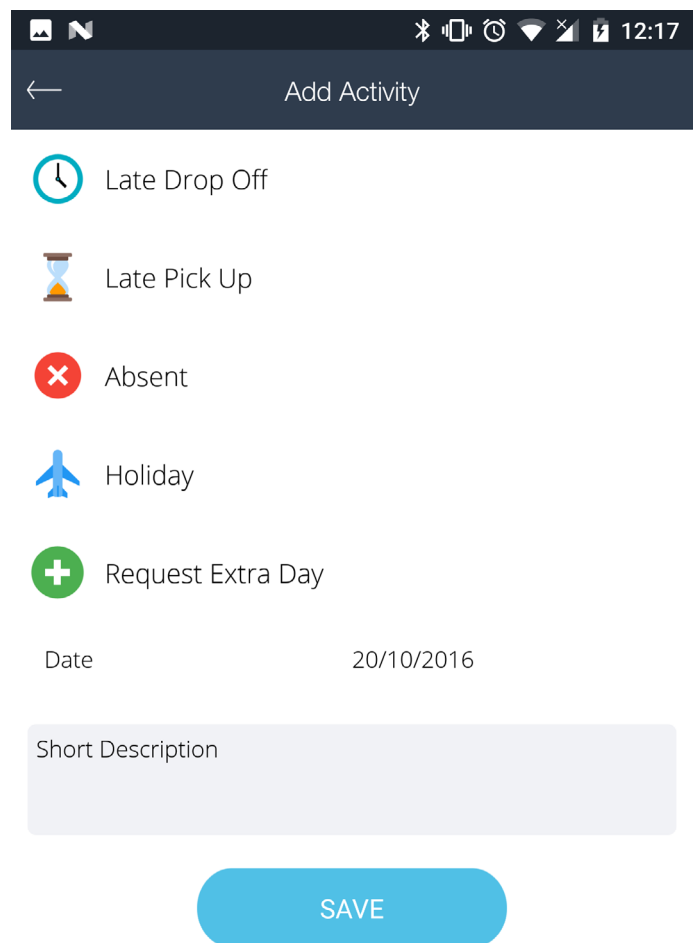 12:17
Add Activity
Late Drop Off
Late Pick Up
Absent
Holiday
Request Extra Day
Date 20/10/2016
Short Description
SAVE